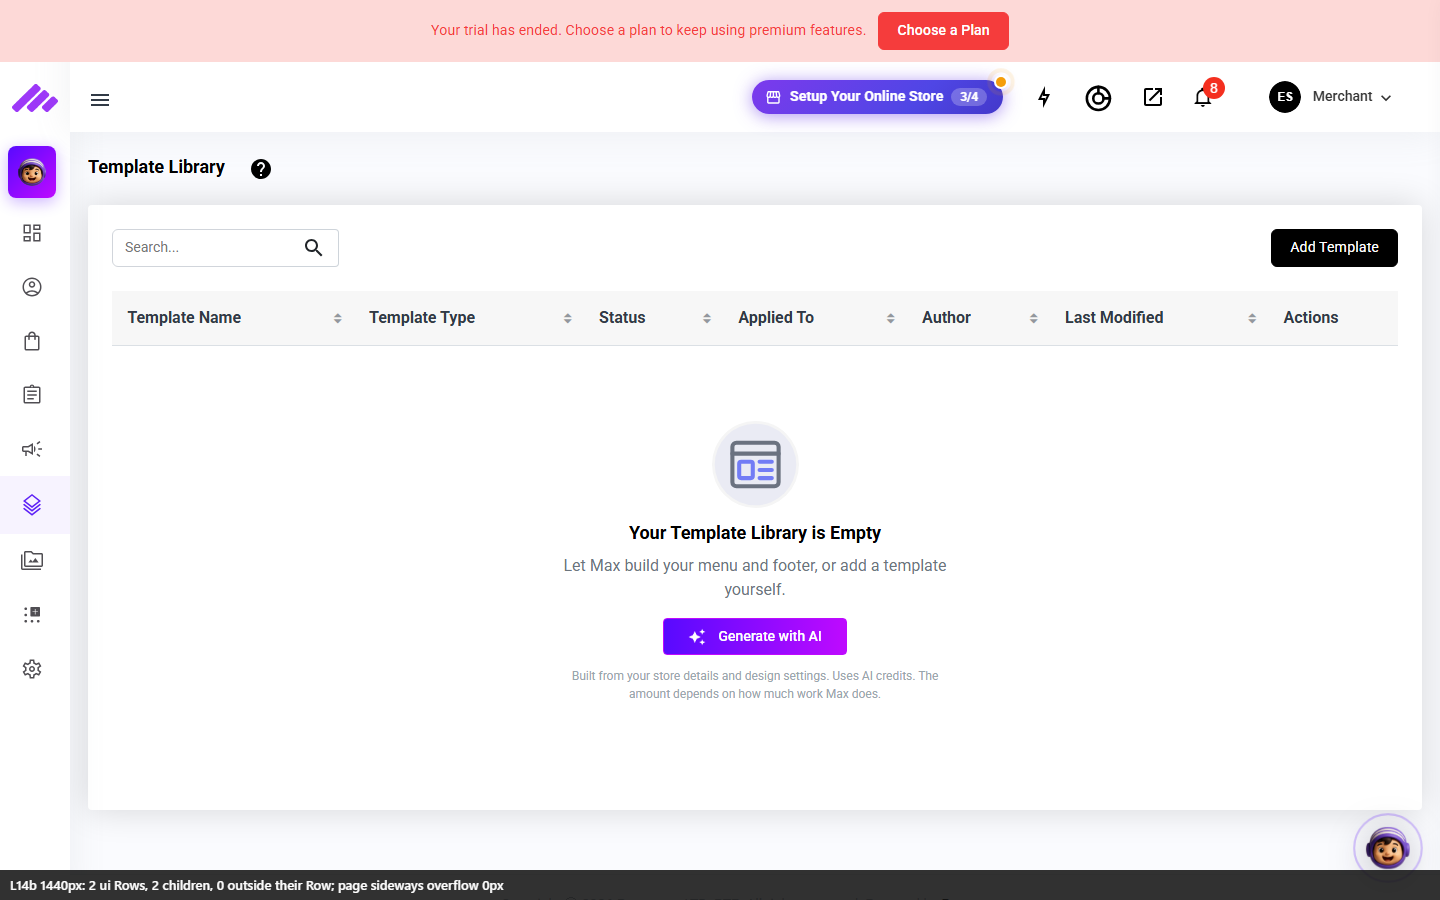 Your trial has ended. Choose a plan to keep using premium features.
Choose a Plan
Setup Your Online Store 3/4
8
ES
Merchant
Template Library
?
Search...
Add Template
Template Name
Template Type
Status
Applied To
Author
Last Modified
Actions
Your Template Library is Empty
Let Max build your menu and footer, or add a template
yourself.
Generate with AI
Built from your store details and design settings. Uses AI credits. The
amount depends on how much work Max does.
L14b 1440px: 2 ui Rows, 2 children, 0 outside their Row; page sideways overflow 0px